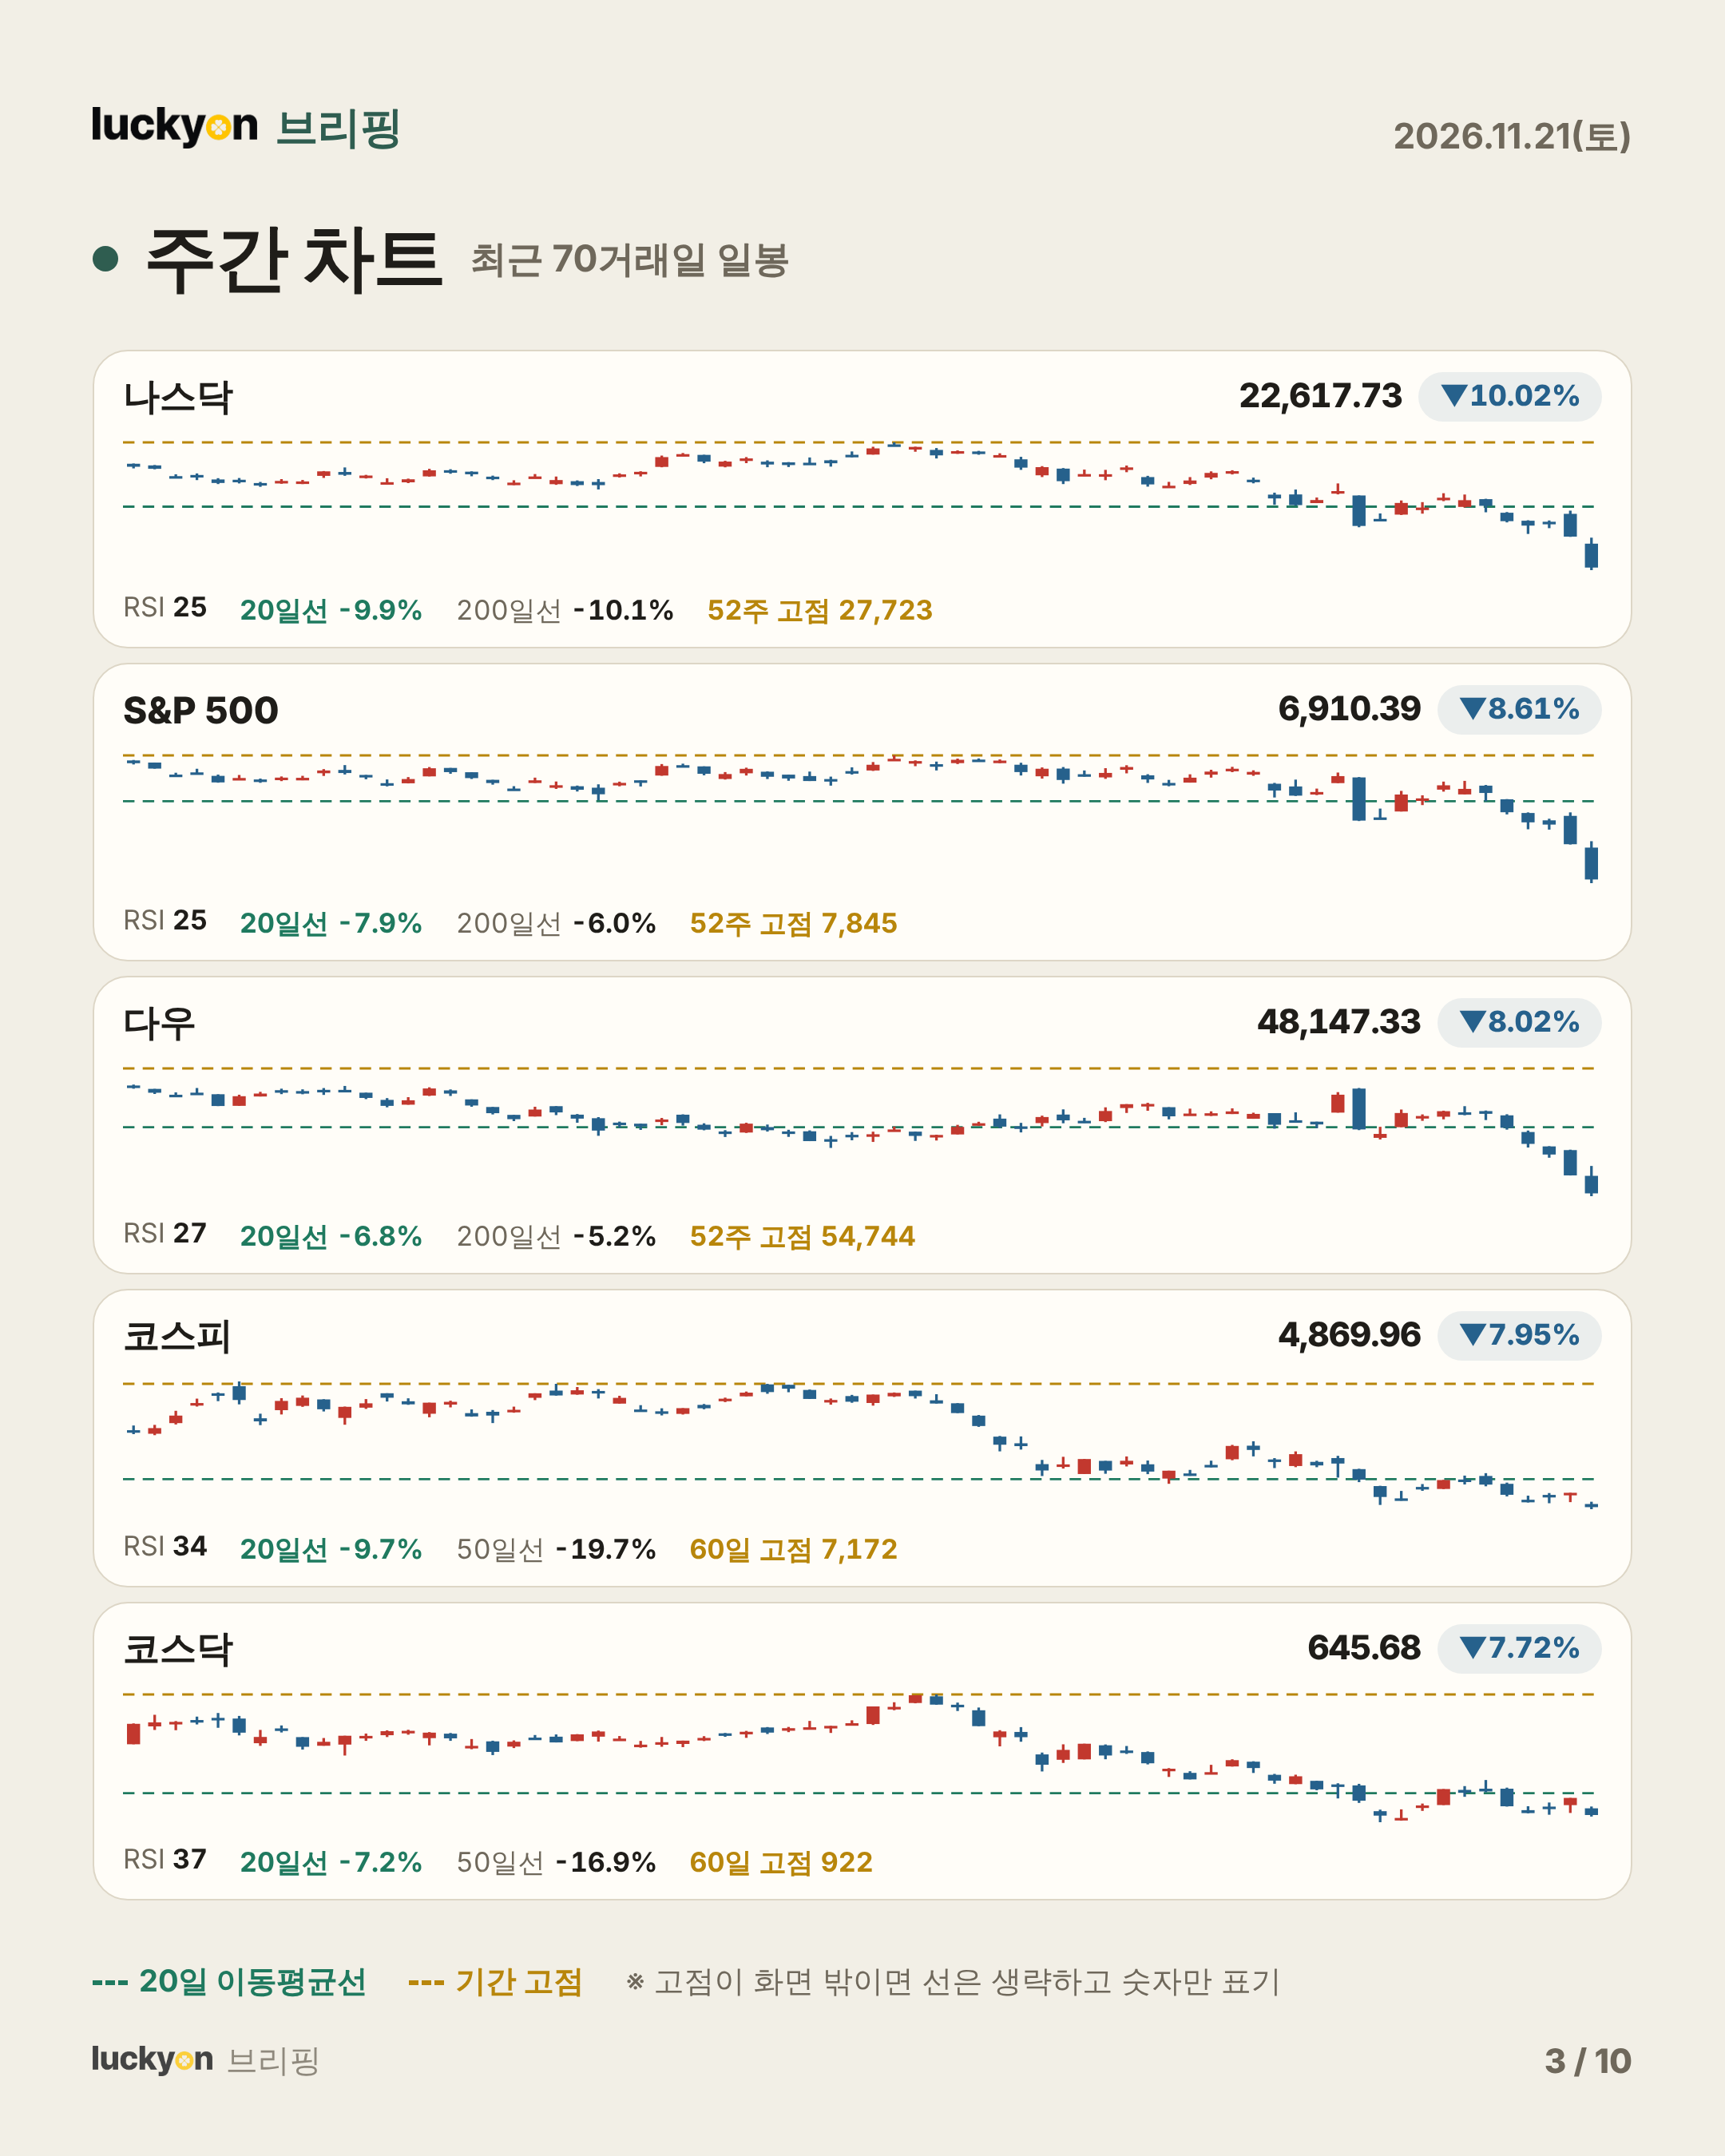 luckyon 브리핑
2026.11.21(토)
주간 차트 최근 70거래일 일봉
나스닥 22,617.73 ▼10.02%
RSI 25 20일선 -9.9% 200일선 -10.1% 52주 고점 27,723
S&P 500 6,910.39 ▼8.61%
RSI 25 20일선 -7.9% 200일선 -6.0% 52주 고점 7,845
다우 48,147.33 ▼8.02%
RSI 27 20일선 -6.8% 200일선 -5.2% 52주 고점 54,744
코스피 4,869.96 ▼7.95%
RSI 34 20일선 -9.7% 50일선 -19.7% 60일 고점 7,172
코스닥 645.68 ▼7.72%
RSI 37 20일선 -7.2% 50일선 -16.9% 60일 고점 922
--- 20일 이동평균선 --- 기간 고점 ※ 고점이 화면 밖이면 선은 생략하고 숫자만 표기
luckyon 브리핑
3 / 10